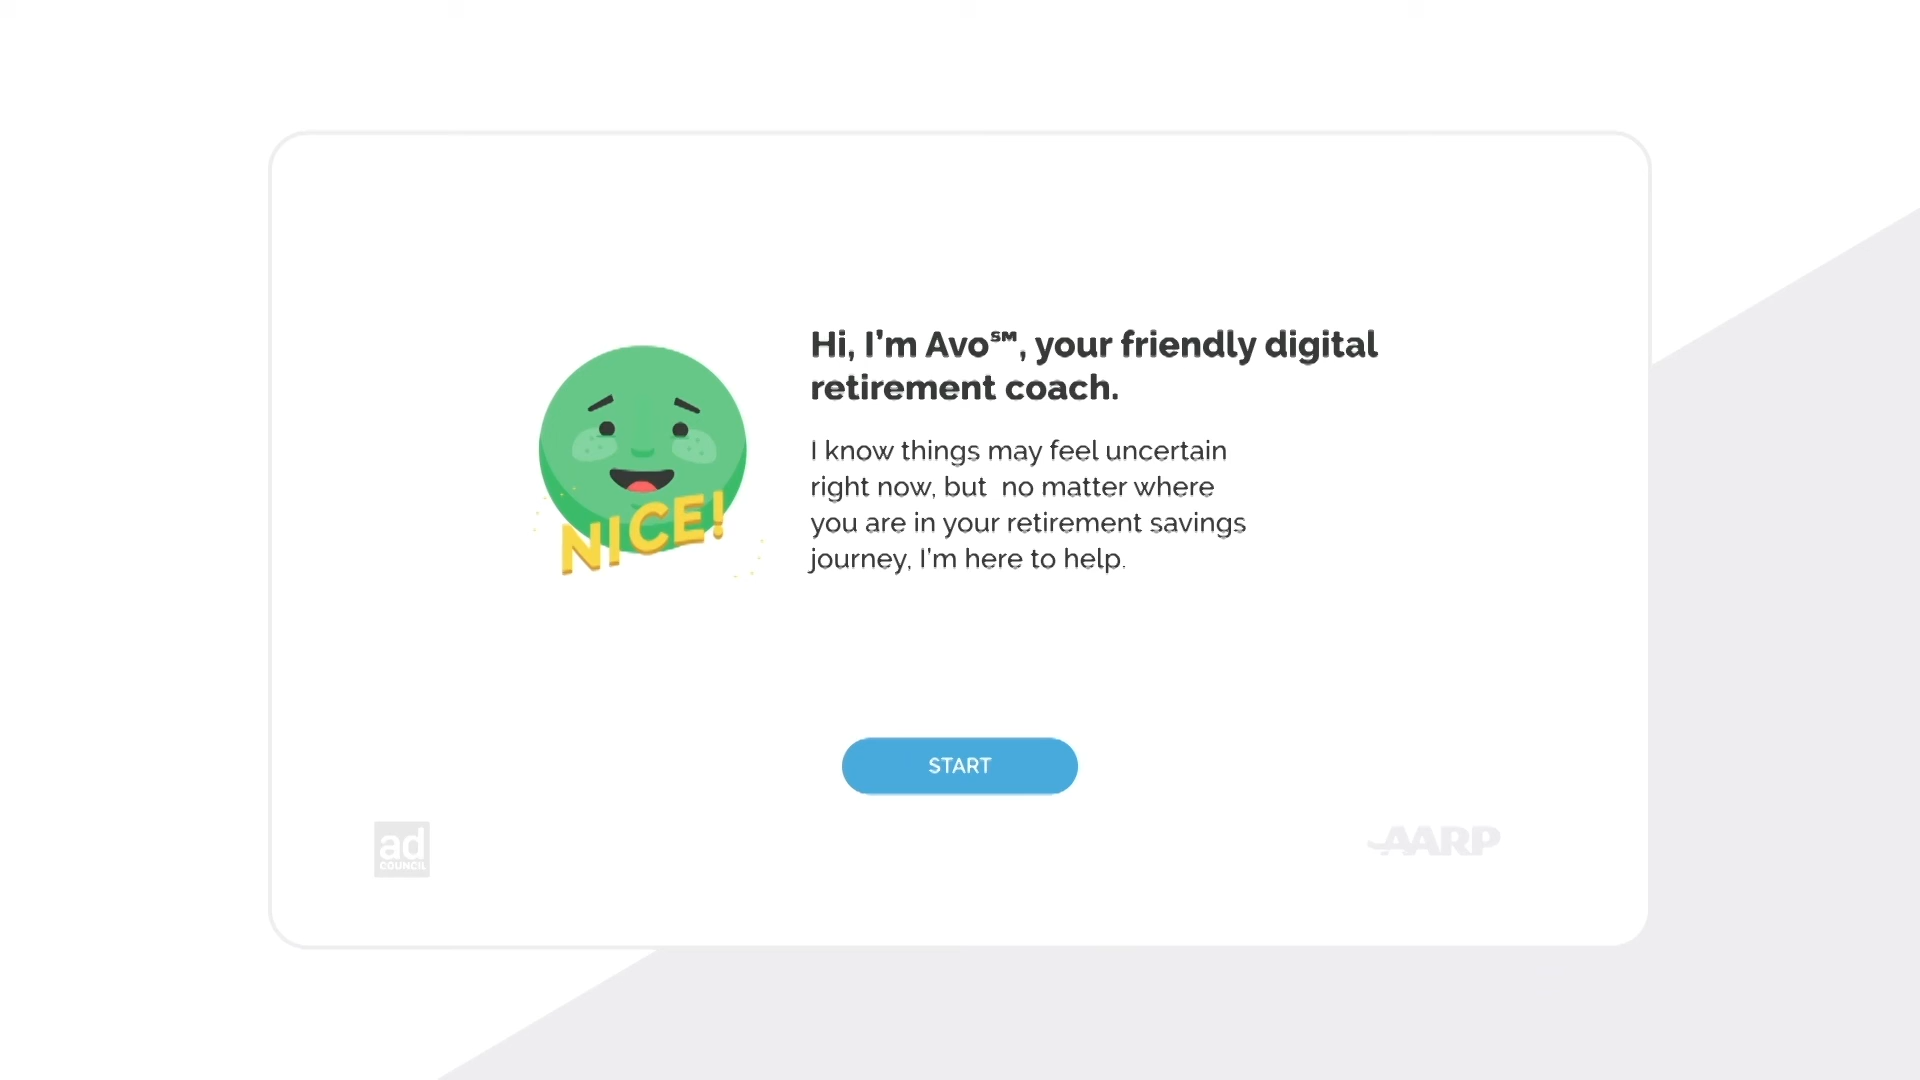 Hi, I'm Avo℠, your friendly digital
retirement coach.
I know things may feel uncertain
right now, but  no matter where
you are in your retirement savings
journey, I'm here to help.
NICE!
START
ad
COUNCIL
AARP